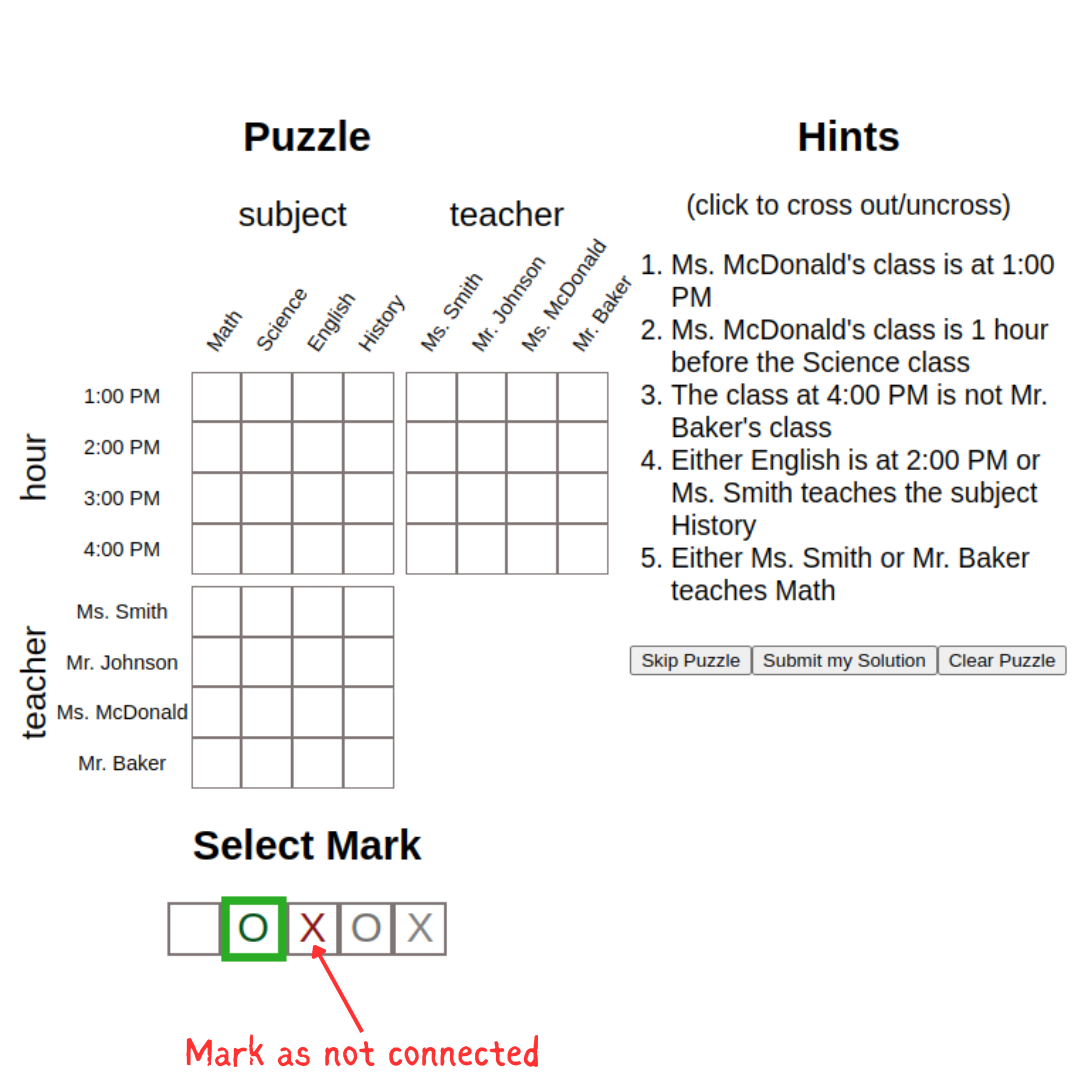 Puzzle
Hints
subject
teacher
(click to cross out/uncross)
Math
Science
English
History
Ms. Smith
Mr. Johnson
Ms. McDonald
Mr. Baker
1. Ms. McDonald's class is at 1:00
PM
2. Ms. McDonald's class is 1 hour
before the Science class
3. The class at 4:00 PM is not Mr.
Baker's class
4. Either English is at 2:00 PM or
Ms. Smith teaches the subject
History
5. Either Ms. Smith or Mr. Baker
teaches Math
hour
1:00 PM
2:00 PM
3:00 PM
4:00 PM
teacher
Ms. Smith
Mr. Johnson
Ms. McDonald
Mr. Baker
Skip Puzzle Submit my Solution Clear Puzzle
Select Mark
O X O X
Mark as not connected